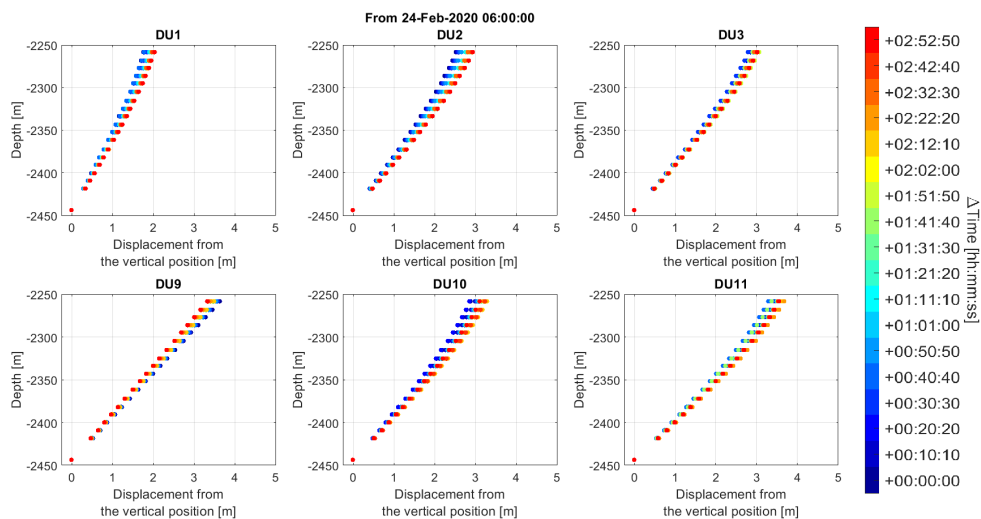 From 24-Feb-2020 06:00:00
DU1
-2250
-2300
-2350
-2400
-2450
Depth [m]
0 1 2 3 4 5
Displacement from
the vertical position [m]
DU2
-2250
-2300
-2350
-2400
-2450
Depth [m]
0 1 2 3 4 5
Displacement from
the vertical position [m]
DU3
-2250
-2300
-2350
-2400
-2450
Depth [m]
0 1 2 3 4 5
Displacement from
the vertical position [m]
DU9
-2250
-2300
-2350
-2400
-2450
Depth [m]
0 1 2 3 4 5
Displacement from
the vertical position [m]
DU10
-2250
-2300
-2350
-2400
-2450
Depth [m]
0 1 2 3 4 5
Displacement from
the vertical position [m]
DU11
-2250
-2300
-2350
-2400
-2450
Depth [m]
0 1 2 3 4 5
Displacement from
the vertical position [m]
+02:52:50
+02:42:40
+02:32:30
+02:22:20
+02:12:10
+02:02:00
+01:51:50
+01:41:40
+01:31:30
+01:21:20
+01:11:10
+01:01:00
+00:50:50
+00:40:40
+00:30:30
+00:20:20
+00:10:10
+00:00:00
ΔTime [hh:mm:ss]